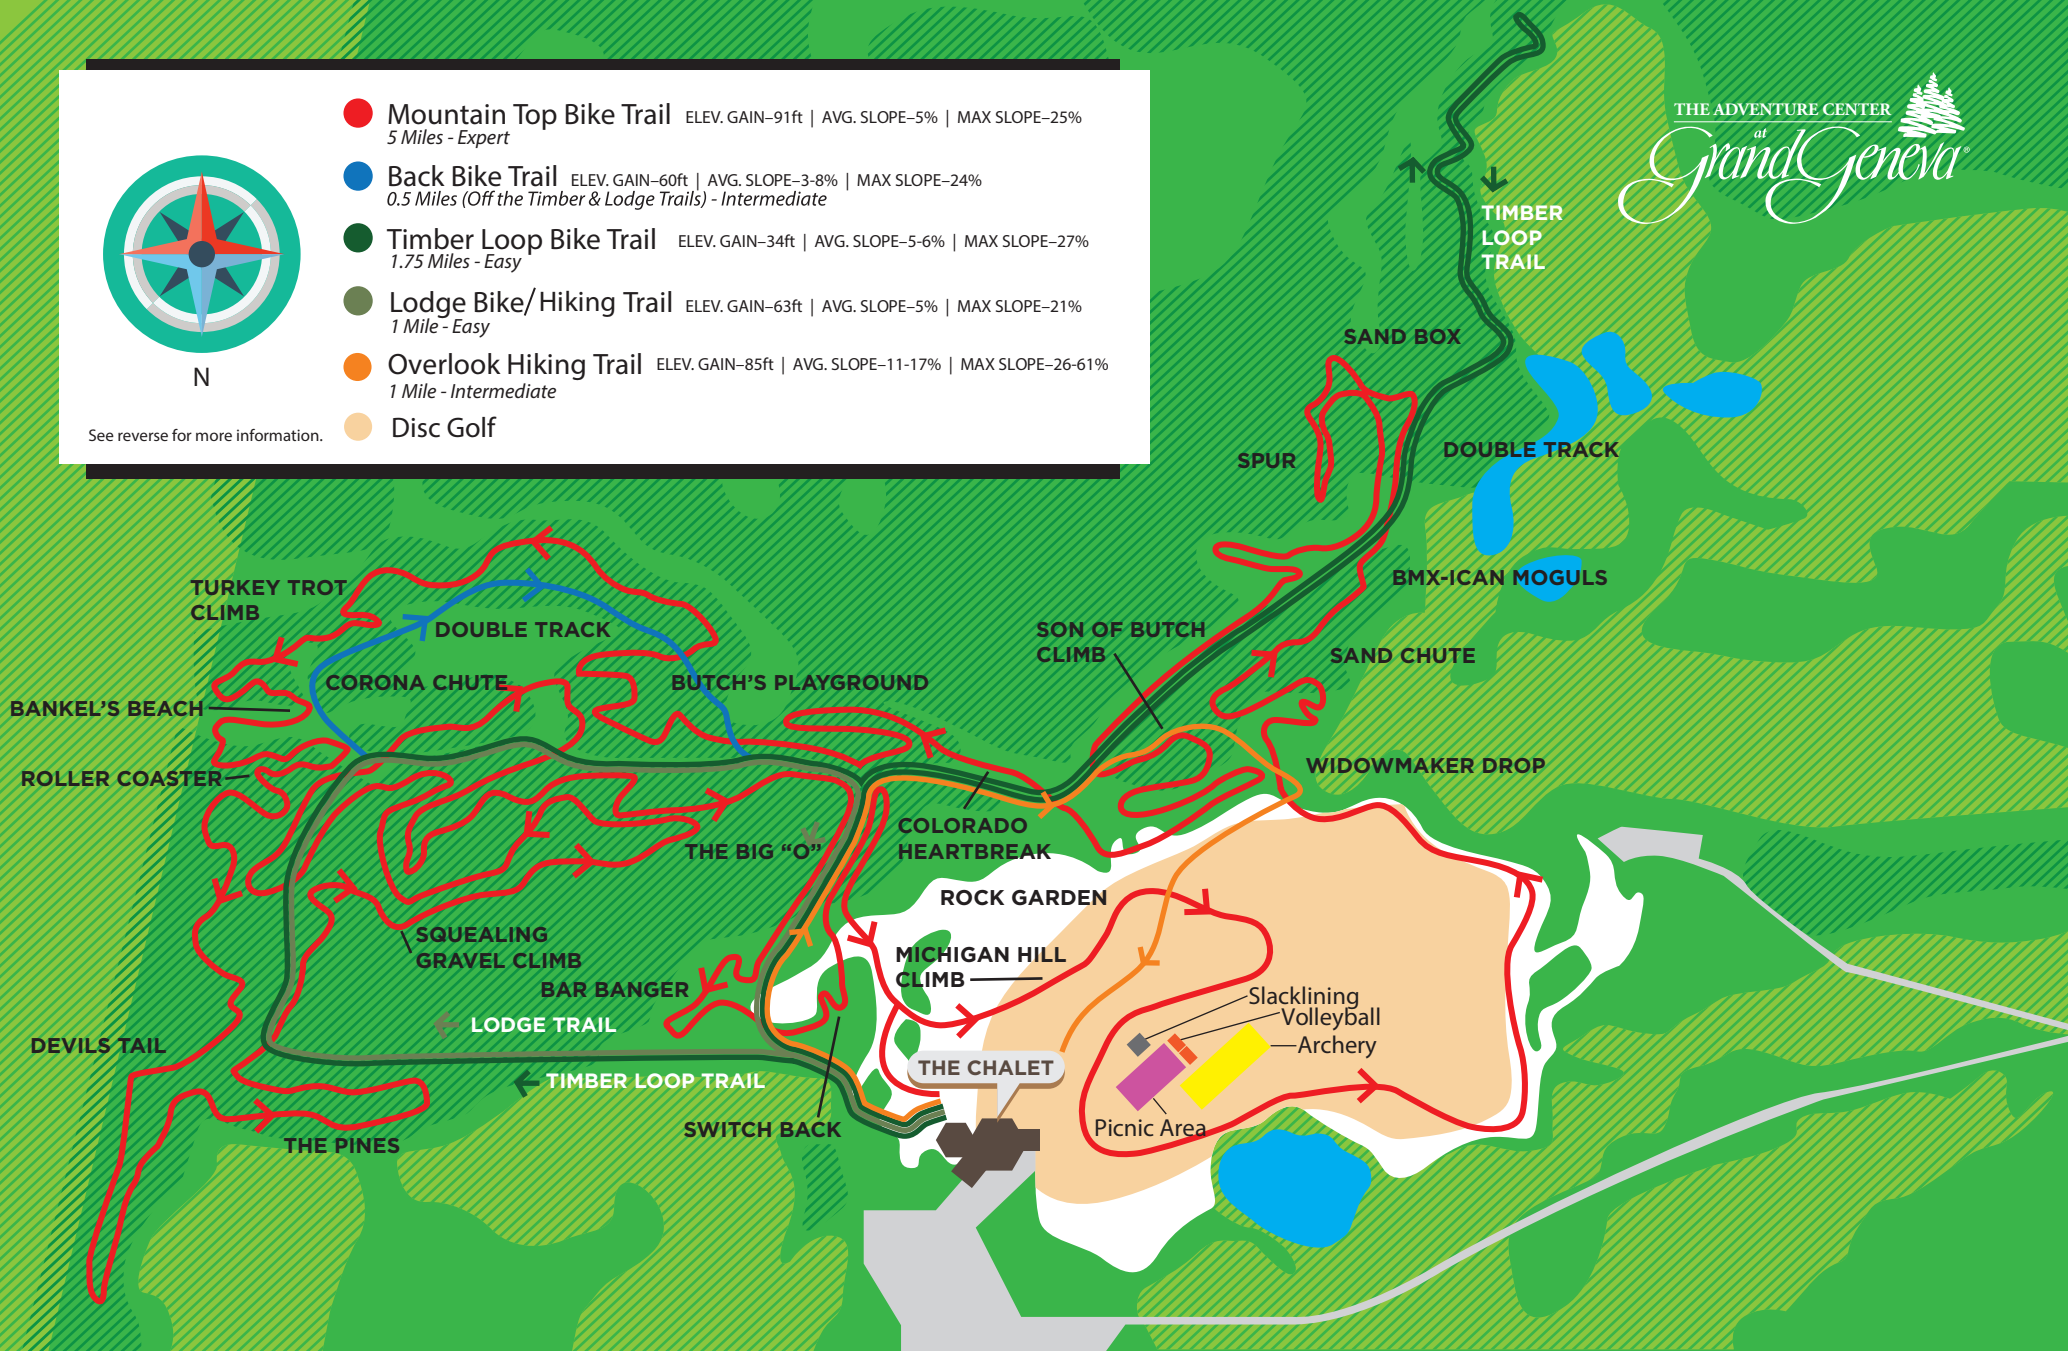 Mountain Top Bike Trail ELEV. GAIN–91ft | AVG. SLOPE–5% | MAX SLOPE–25%
5 Miles - Expert
Back Bike Trail ELEV. GAIN–60ft | AVG. SLOPE–3-8% | MAX SLOPE–24%
0.5 Miles (Off the Timber & Lodge Trails) - Intermediate
Timber Loop Bike Trail ELEV. GAIN–34ft | AVG. SLOPE–5-6% | MAX SLOPE–27%
1.75 Miles - Easy
Lodge Bike/Hiking Trail ELEV. GAIN–63ft | AVG. SLOPE–5% | MAX SLOPE–21%
1 Mile - Easy
Overlook Hiking Trail ELEV. GAIN–85ft | AVG. SLOPE–11-17% | MAX SLOPE–26-61%
1 Mile - Intermediate
Disc Golf
N
See reverse for more information.
THE ADVENTURE CENTER
at
Grand Geneva®
TIMBER
LOOP
TRAIL
SAND BOX
SPUR
DOUBLE TRACK
BMX-ICAN MOGULS
TURKEY TROT
CLIMB
DOUBLE TRACK
SON OF BUTCH
CLIMB
SAND CHUTE
CORONA CHUTE
BUTCH'S PLAYGROUND
BANKEL'S BEACH
ROLLER COASTER
WIDOWMAKER DROP
COLORADO
HEARTBREAK
THE BIG “O”
ROCK GARDEN
SQUEALING
GRAVEL CLIMB
MICHIGAN HILL
CLIMB
BAR BANGER
Slacklining
Volleyball
LODGE TRAIL
DEVILS TAIL
Archery
THE CHALET
TIMBER LOOP TRAIL
SWITCH BACK
Picnic Area
THE PINES